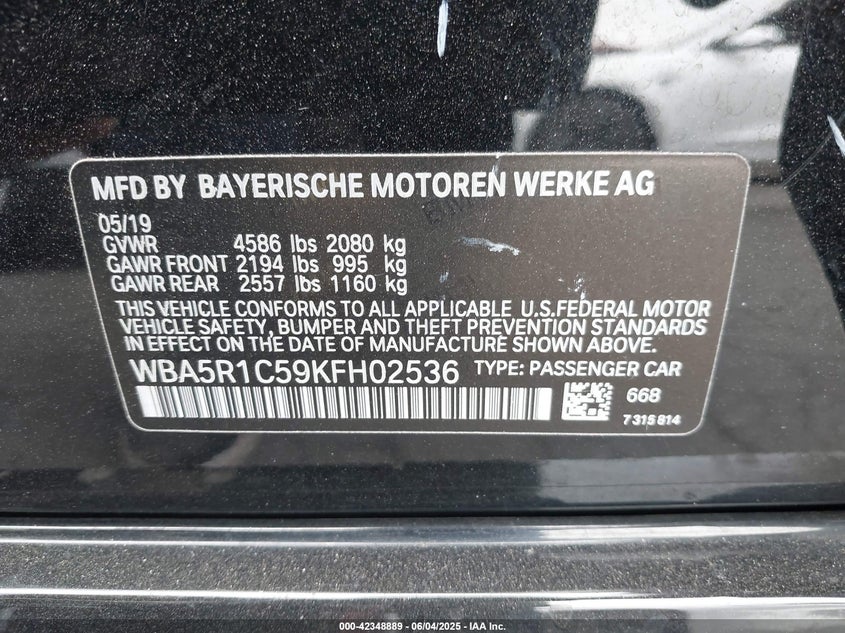 MFD BY BAYERISCHE MOTOREN WERKE AG
05/19
GVWR 4586 lbs 2080 kg
GAWR FRONT 2194 lbs 995 kg
GAWR REAR 2557 lbs 1160 kg
THIS VEHICLE CONFORMS TO ALL APPLICABLE U.S.FEDERAL MOTOR
VEHICLE SAFETY, BUMPER AND THEFT PREVENTION STANDARDS
IN EFFECT ON THE DATE OF MANUFACTURE SHOWN ABOVE.
WBA5R1C59KFH02536 TYPE: PASSENGER CAR
668
7315814
000-42348889 | 06/04/2025 | IAA Inc.